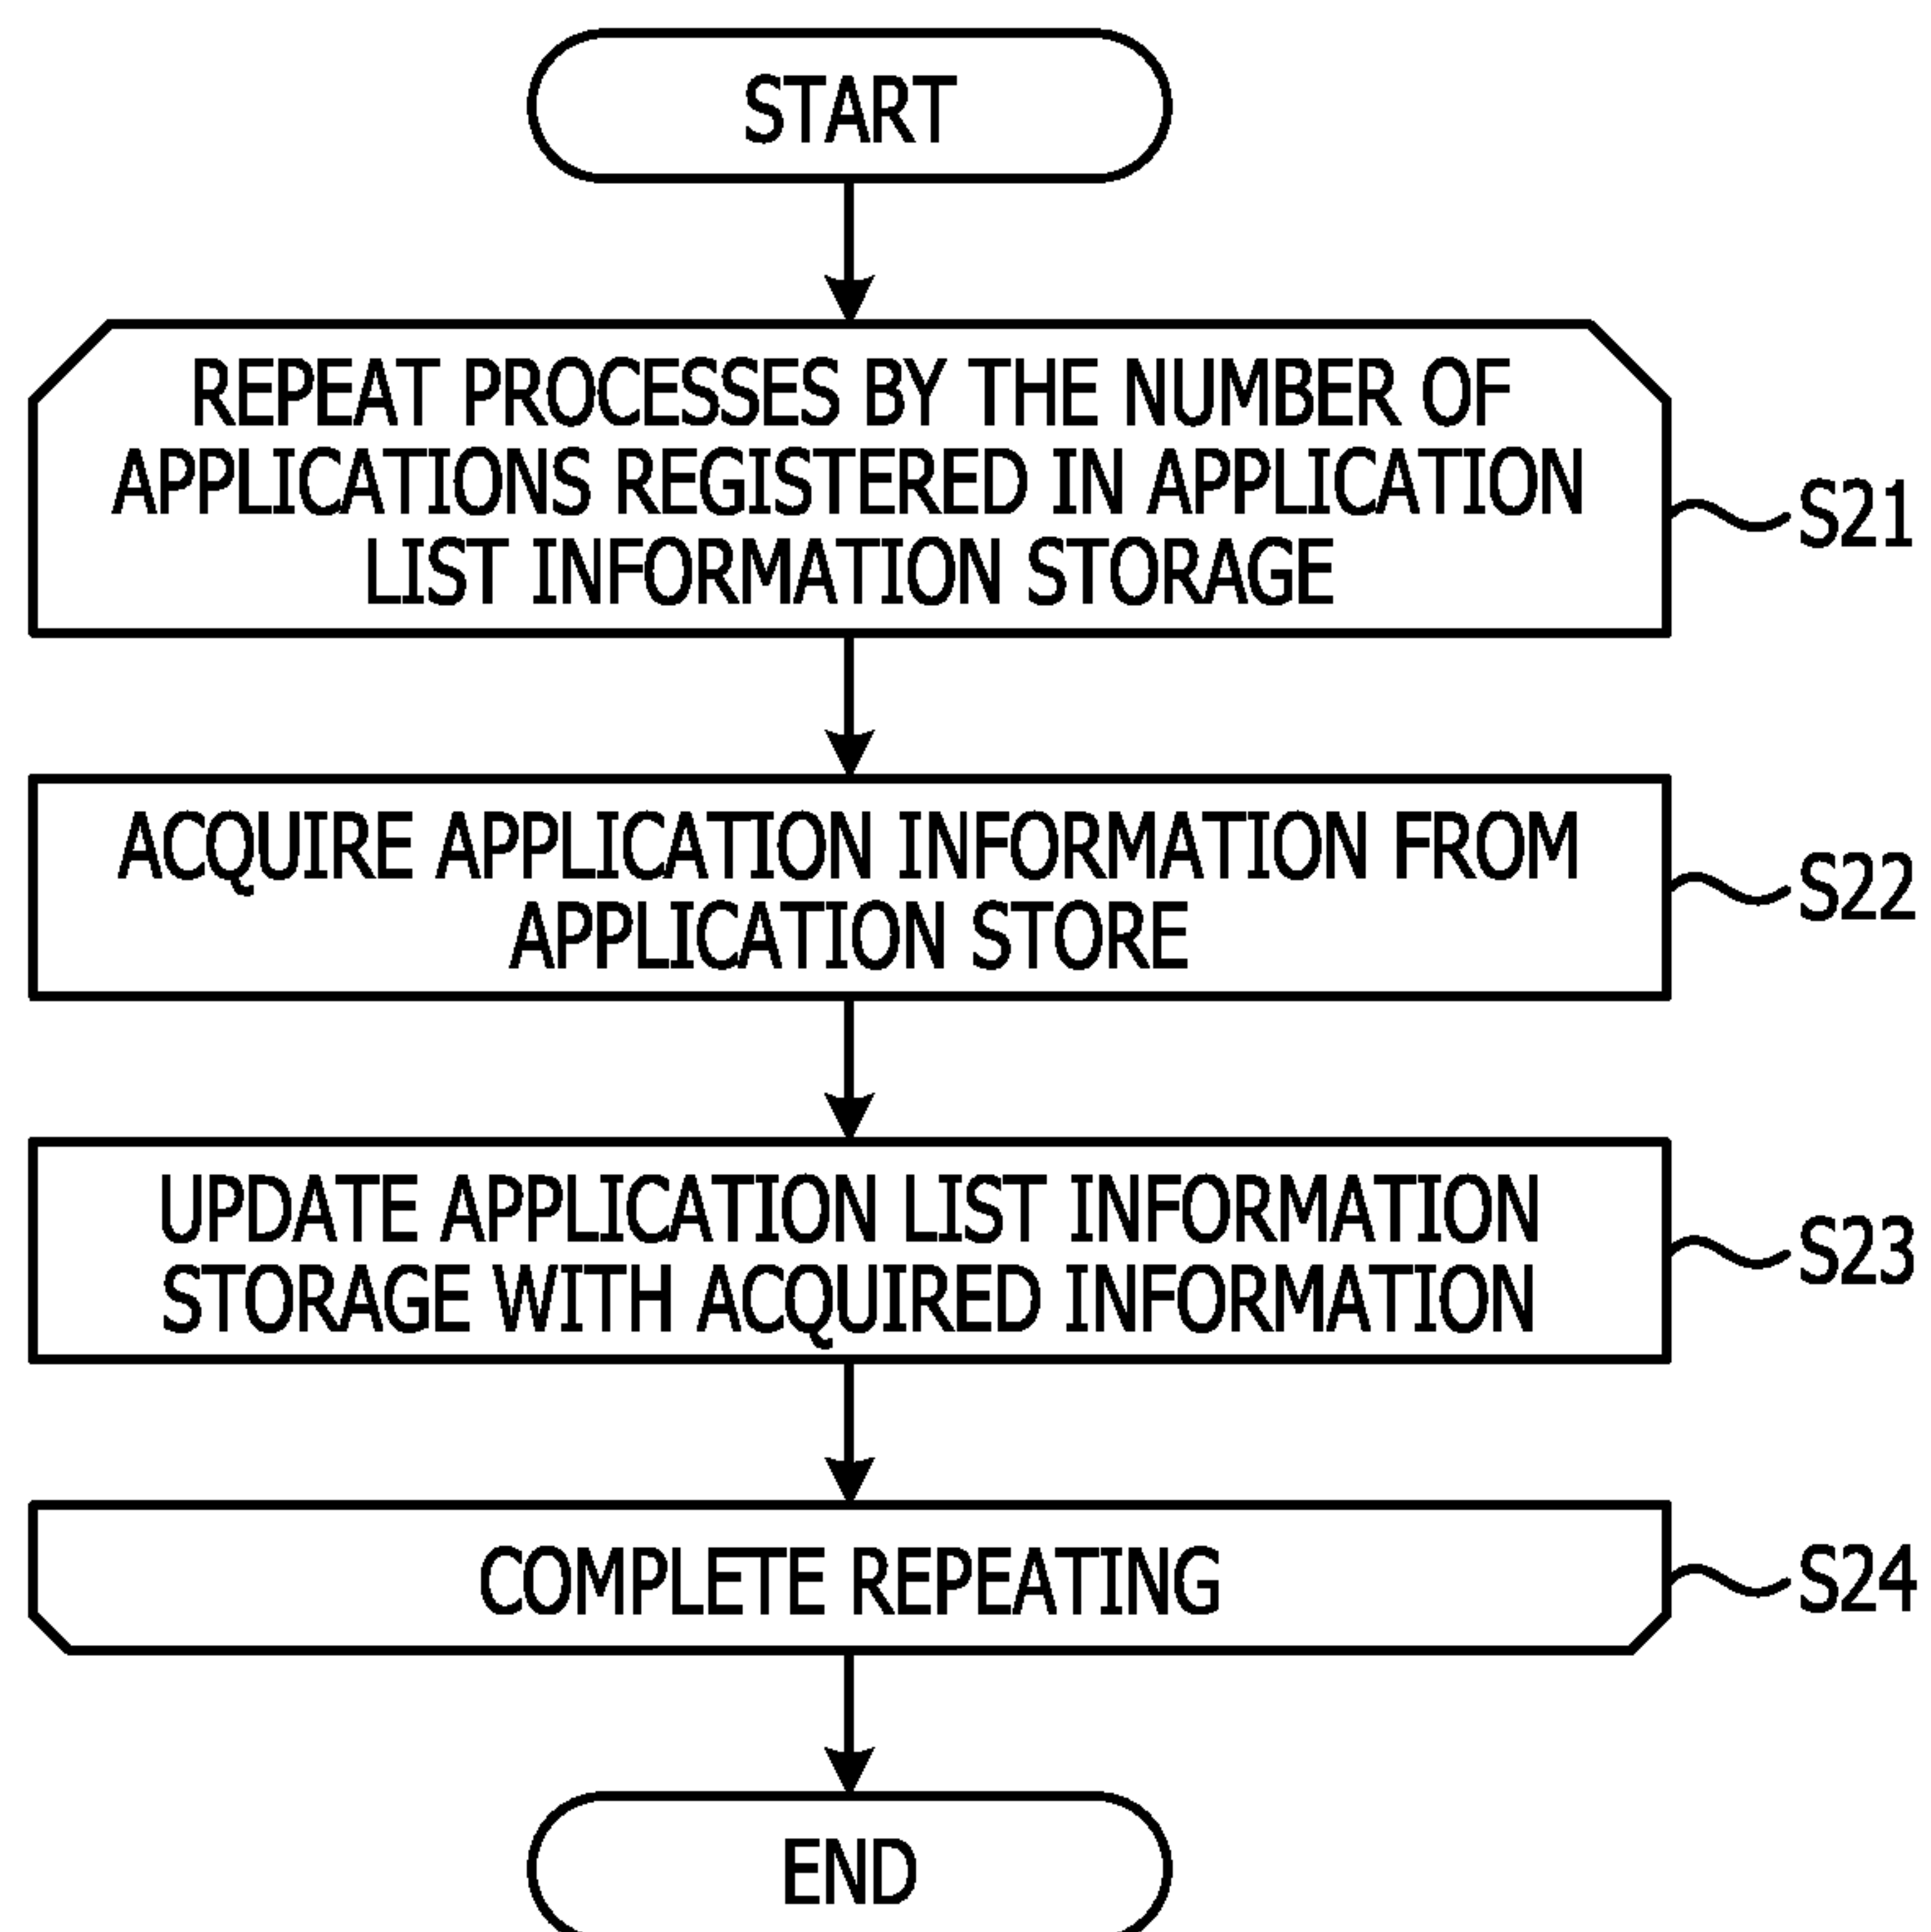 START
REPEAT PROCESSES BY THE NUMBER OF
APPLICATIONS REGISTERED IN APPLICATION
LIST INFORMATION STORAGE
S21
ACQUIRE APPLICATION INFORMATION FROM
APPLICATION STORE
S22
UPDATE APPLICATION LIST INFORMATION
STORAGE WITH ACQUIRED INFORMATION
S23
COMPLETE REPEATING
S24
END